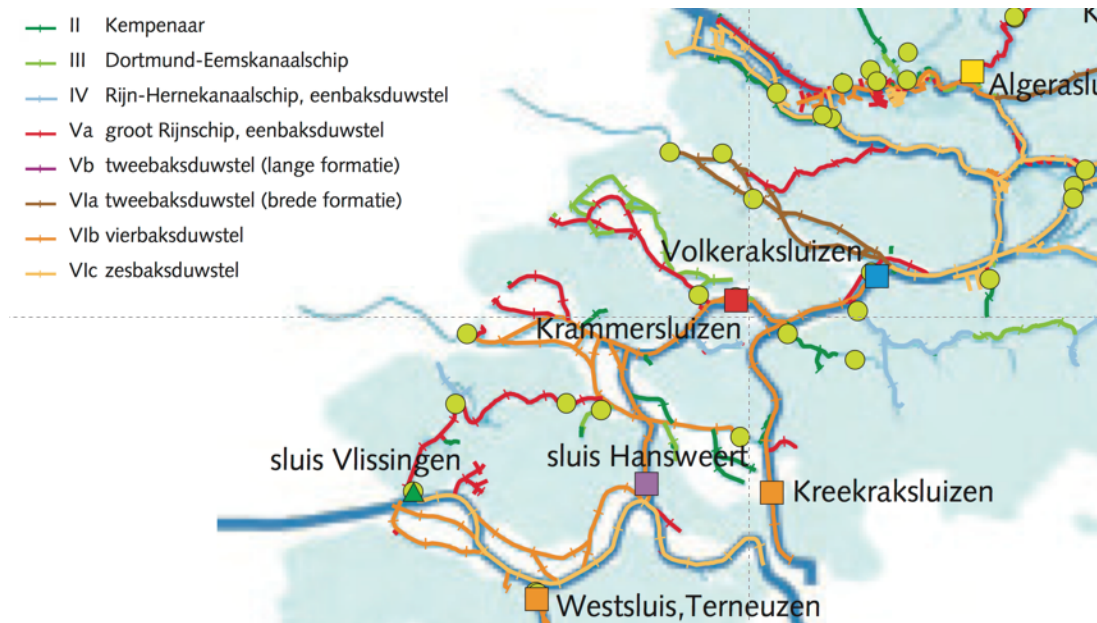 II Kempenaar
III Dortmund-Eemskanaalschip
IV Rijn-Hernekanaalschip, eenbaksduwstel
Va groot Rijnschip, eenbaksduwstel
Vb tweebaksduwstel (lange formatie)
VIa tweebaksduwstel (brede formatie)
VIb vierbaksduwstel
VIc zesbaksduwstel
K
Algeraslu
Volkeraksluizen
Krammersluizen
sluis Vlissingen
sluis Hansweert
Kreekraksluizen
Westsluis, Terneuzen